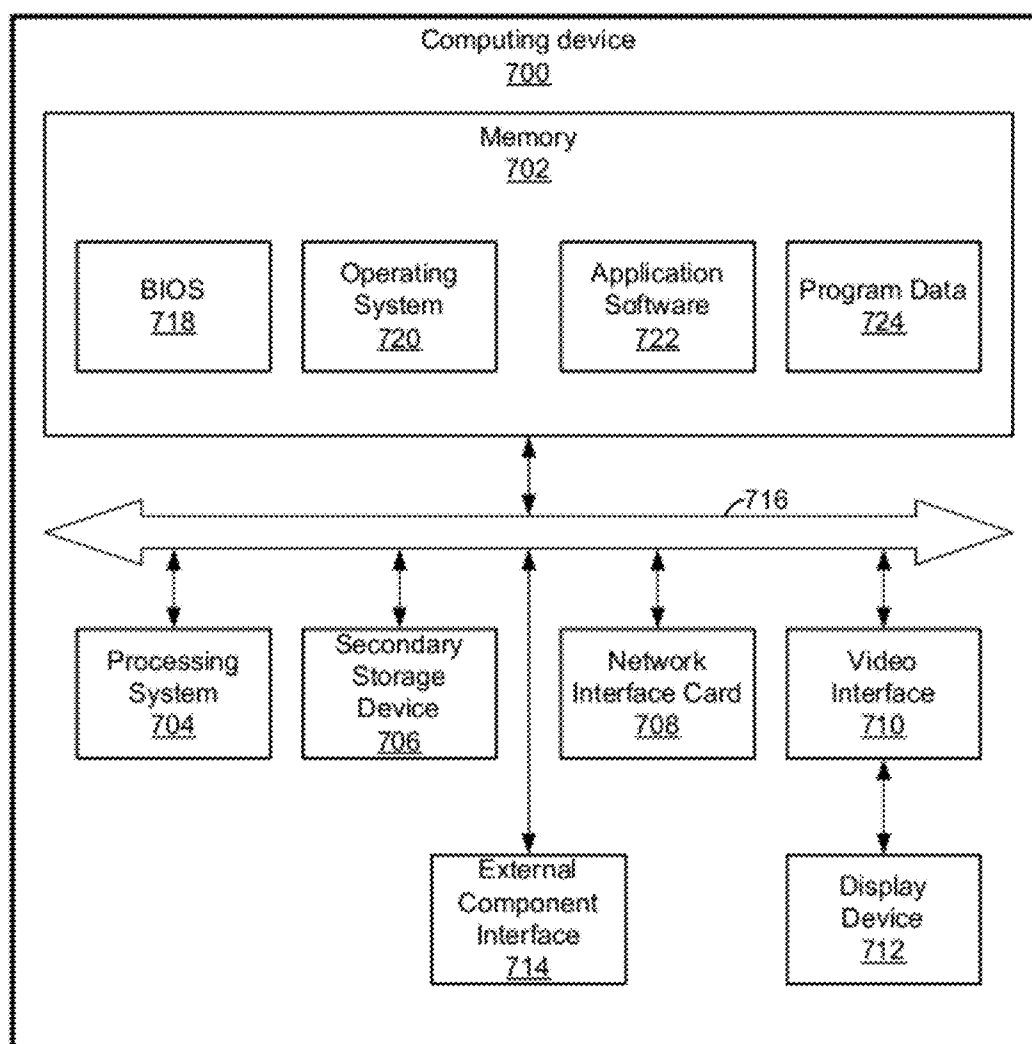 Computing device
700
Memory
702
BIOS
718
Operating
System
720
Application
Software
722
Program Data
724
716
Processing
System
704
Secondary
Storage
Device
706
Network
Interface Card
708
Video
Interface
710
External
Component
Interface
714
Display
Device
712